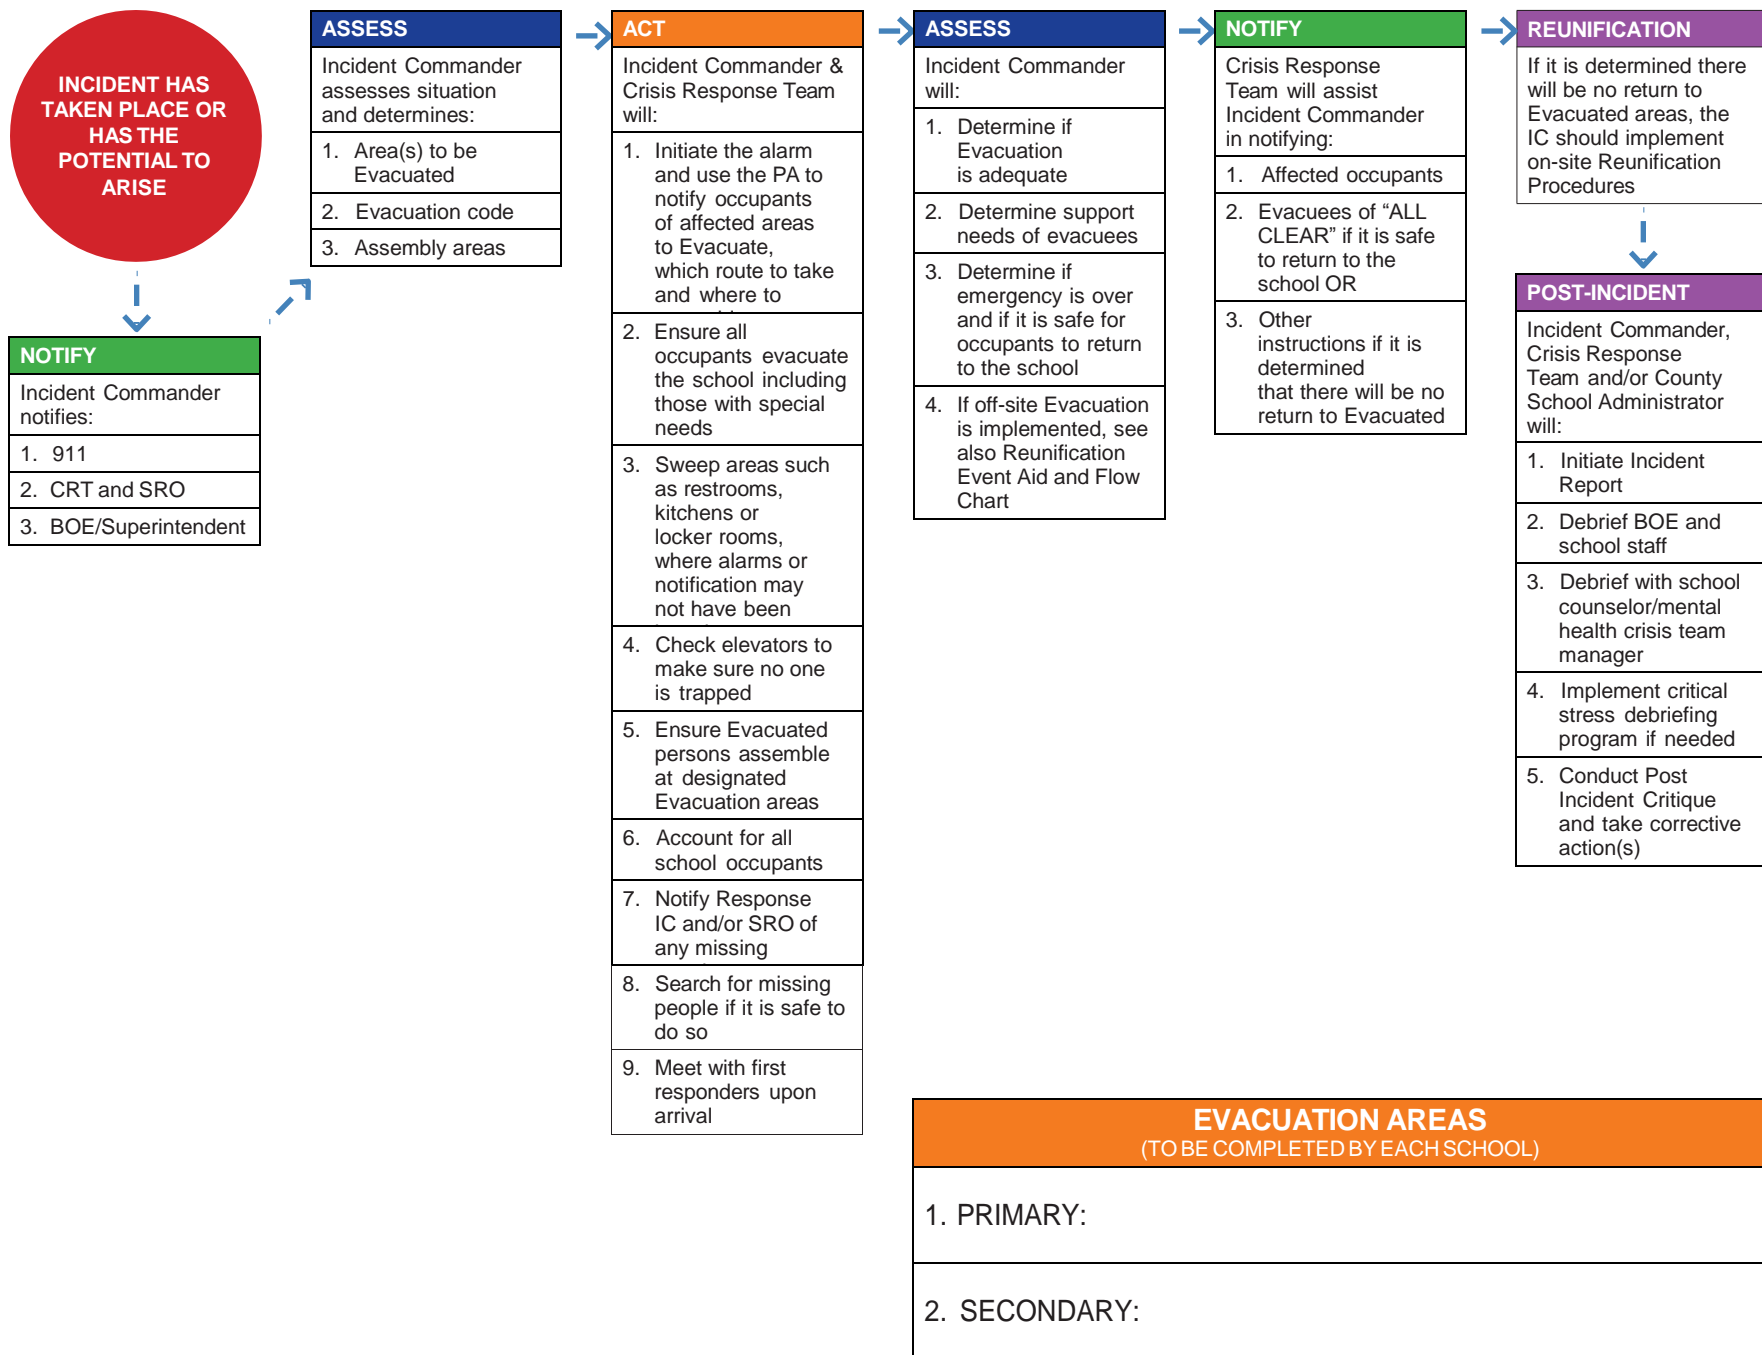 INCIDENT HAS
TAKEN PLACE OR
HAS THE
POTENTIAL TO
ARISE
NOTIFY
Incident Commander
notifies:
1. 911
2. CRT and SRO
3. BOE/Superintendent
ASSESS
Incident Commander
assesses situation
and determines:
1. Area(s) to be
Evacuated
2. Evacuation code
3. Assembly areas
ACT
Incident Commander &
Crisis Response Team
will:
1. Initiate the alarm
and use the PA to
notify occupants
of affected areas
to Evacuate,
which route to take
and where to
2. Ensure all
occupants evacuate
the school including
those with special
needs
3. Sweep areas such
as restrooms,
kitchens or
locker rooms,
where alarms or
notification may
not have been
4. Check elevators to
make sure no one
is trapped
5. Ensure Evacuated
persons assemble
at designated
Evacuation areas
6. Account for all
school occupants
7. Notify Response
IC and/or SRO of
any missing
8. Search for missing
people if it is safe to
do so
9. Meet with first
responders upon
arrival
ASSESS
Incident Commander
will:
1. Determine if
Evacuation
is adequate
2. Determine support
needs of evacuees
3. Determine if
emergency is over
and if it is safe for
occupants to return
to the school
4. If off-site Evacuation
is implemented, see
also Reunification
Event Aid and Flow
Chart
NOTIFY
Crisis Response
Team will assist
Incident Commander
in notifying:
1. Affected occupants
2. Evacuees of “ALL
CLEAR” if it is safe
to return to the
school OR
3. Other
instructions if it is
determined
that there will be no
return to Evacuated
REUNIFICATION
If it is determined there
will be no return to
Evacuated areas, the
IC should implement
on-site Reunification
Procedures
POST-INCIDENT
Incident Commander,
Crisis Response
Team and/or County
School Administrator
will:
1. Initiate Incident
Report
2. Debrief BOE and
school staff
3. Debrief with school
counselor/mental
health crisis team
manager
4. Implement critical
stress debriefing
program if needed
5. Conduct Post
Incident Critique
and take corrective
action(s)
EVACUATION AREAS
(TO BE COMPLETED BY EACH SCHOOL)
1. PRIMARY:
2. SECONDARY: